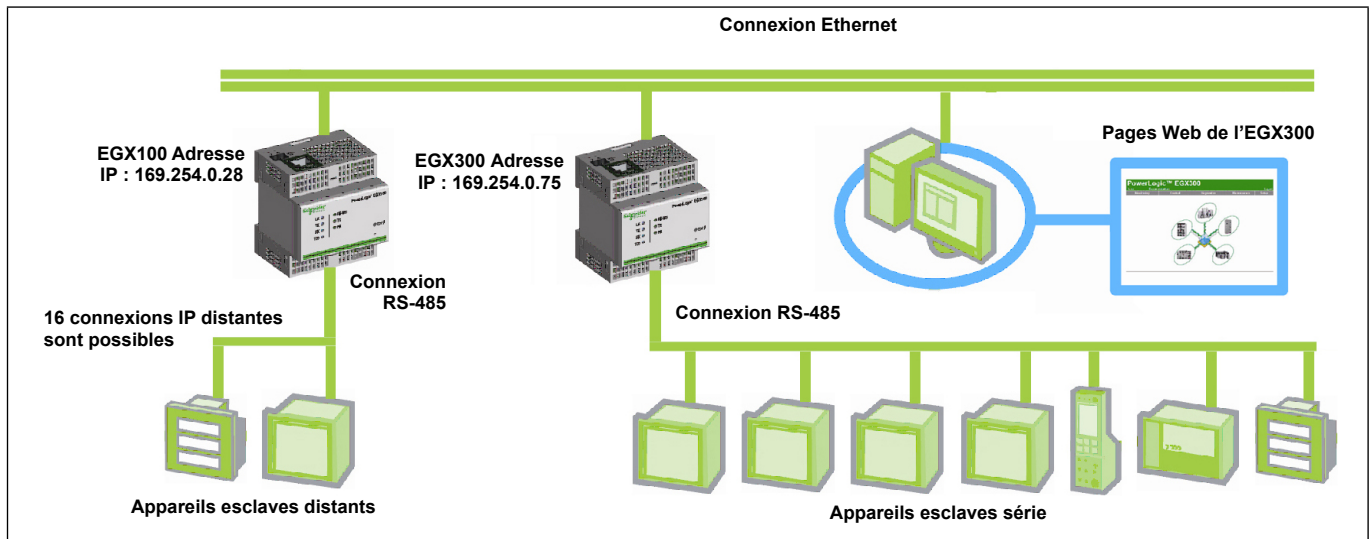 Connexion Ethernet
EGX100 Adresse
IP : 169.254.0.28
EGX300 Adresse
IP : 169.254.0.75
Pages Web de l’EGX300
PowerLogic™ EGX300
Connexion
RS-485
16 connexions IP distantes
sont possibles
Connexion RS-485
Appareils esclaves distants
Appareils esclaves série